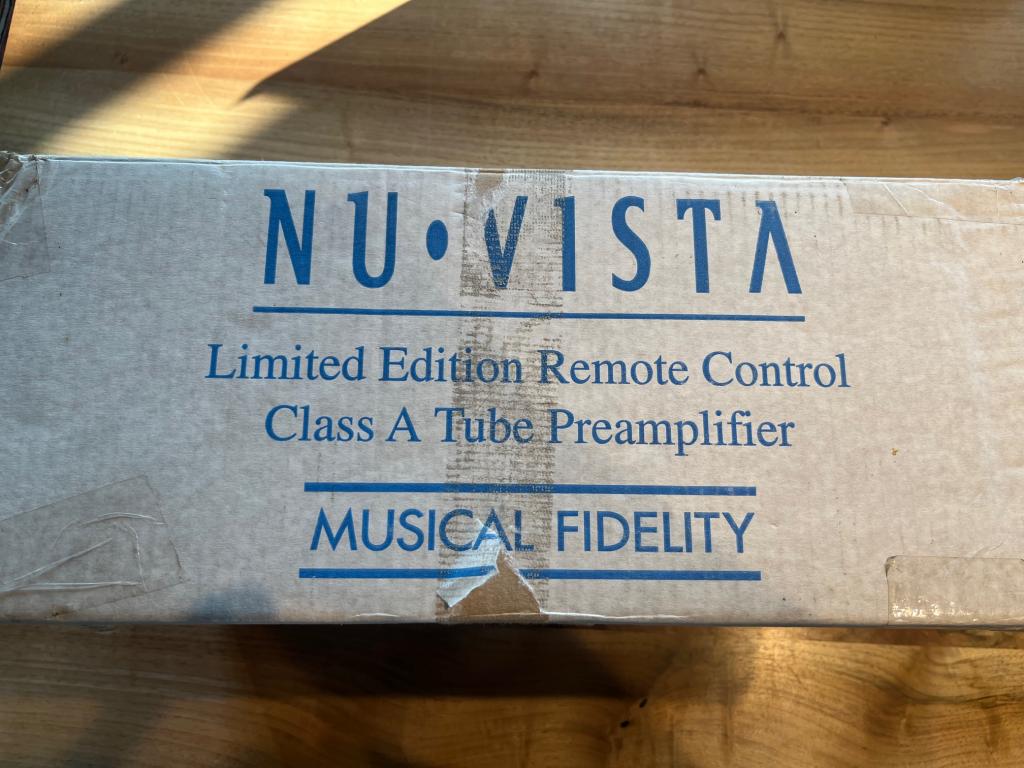 NU•VISTA
Limited Edition Remote Control
Class A Tube Preamplifier
MUSICAL FIDELITY